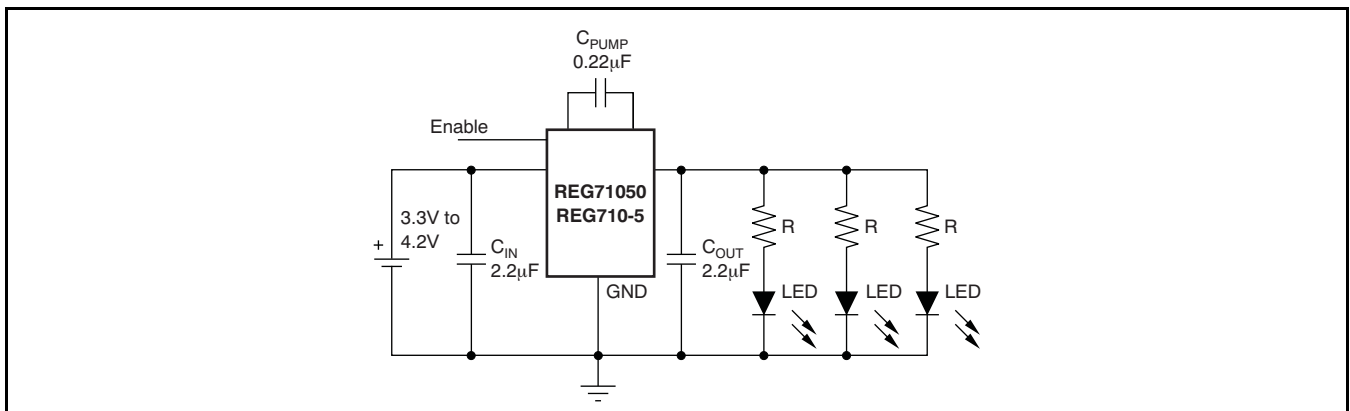 C_PUMP
0.22μF
Enable
REG71050
REG710-5
3.3V to
4.2V
+
C_IN
2.2μF
GND
C_OUT
2.2μF
R
R
R
LED
LED
LED